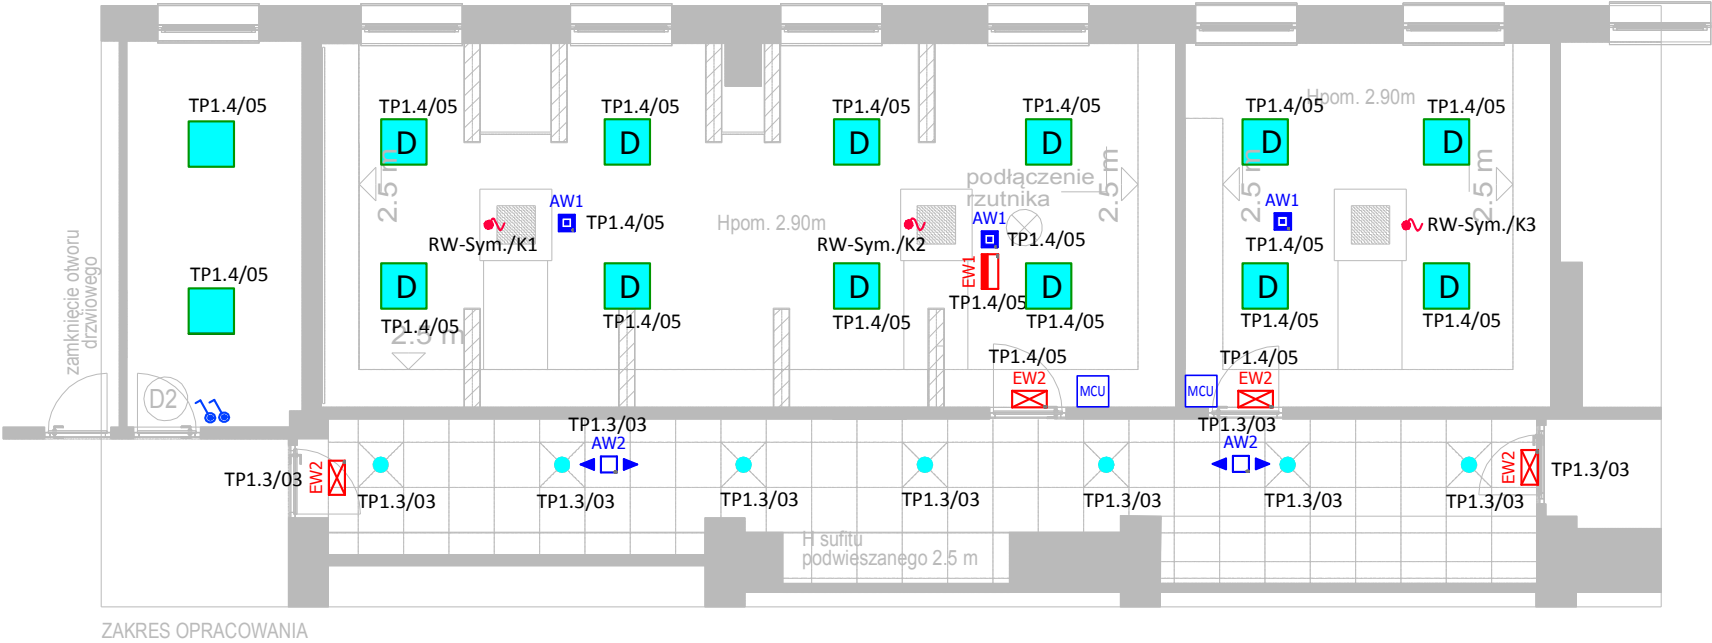 TP1.4/05
TP1.4/05
TP1.4/05
TP1.4/05
TP1.4/05
TP1.4/05
Hpom. 2.90m
TP1.4/05
D
D
D
D
D
D
2.5 m
podłączenie
rzutnika
2.5 m
2.5 m
2.5 m
AW1
TP1.4/05
Hpom. 2.90m
AW1
TP1.4/05
AW1
TP1.4/05
RW-Sym./K1
RW-Sym./K2
RW-Sym./K3
zamknięcie otworu
drzwiowego
TP1.4/05
D
D
D
EW1
TP1.4/05
D
D
D
TP1.4/05
2.5 m
TP1.4/05
TP1.4/05
TP1.4/05
TP1.4/05
TP1.4/05
TP1.4/05
EW2
MCU
TP1.4/05
MCU
EW2
D2
TP1.3/03
AW2
TP1.3/03
AW2
TP1.3/03
EW2
EW2
TP1.3/03
TP1.3/03
TP1.3/03
TP1.3/03
TP1.3/03
TP1.3/03
TP1.3/03
TP1.3/03
H sufitu
podwieszanego 2.5 m
ZAKRES OPRACOWANIA